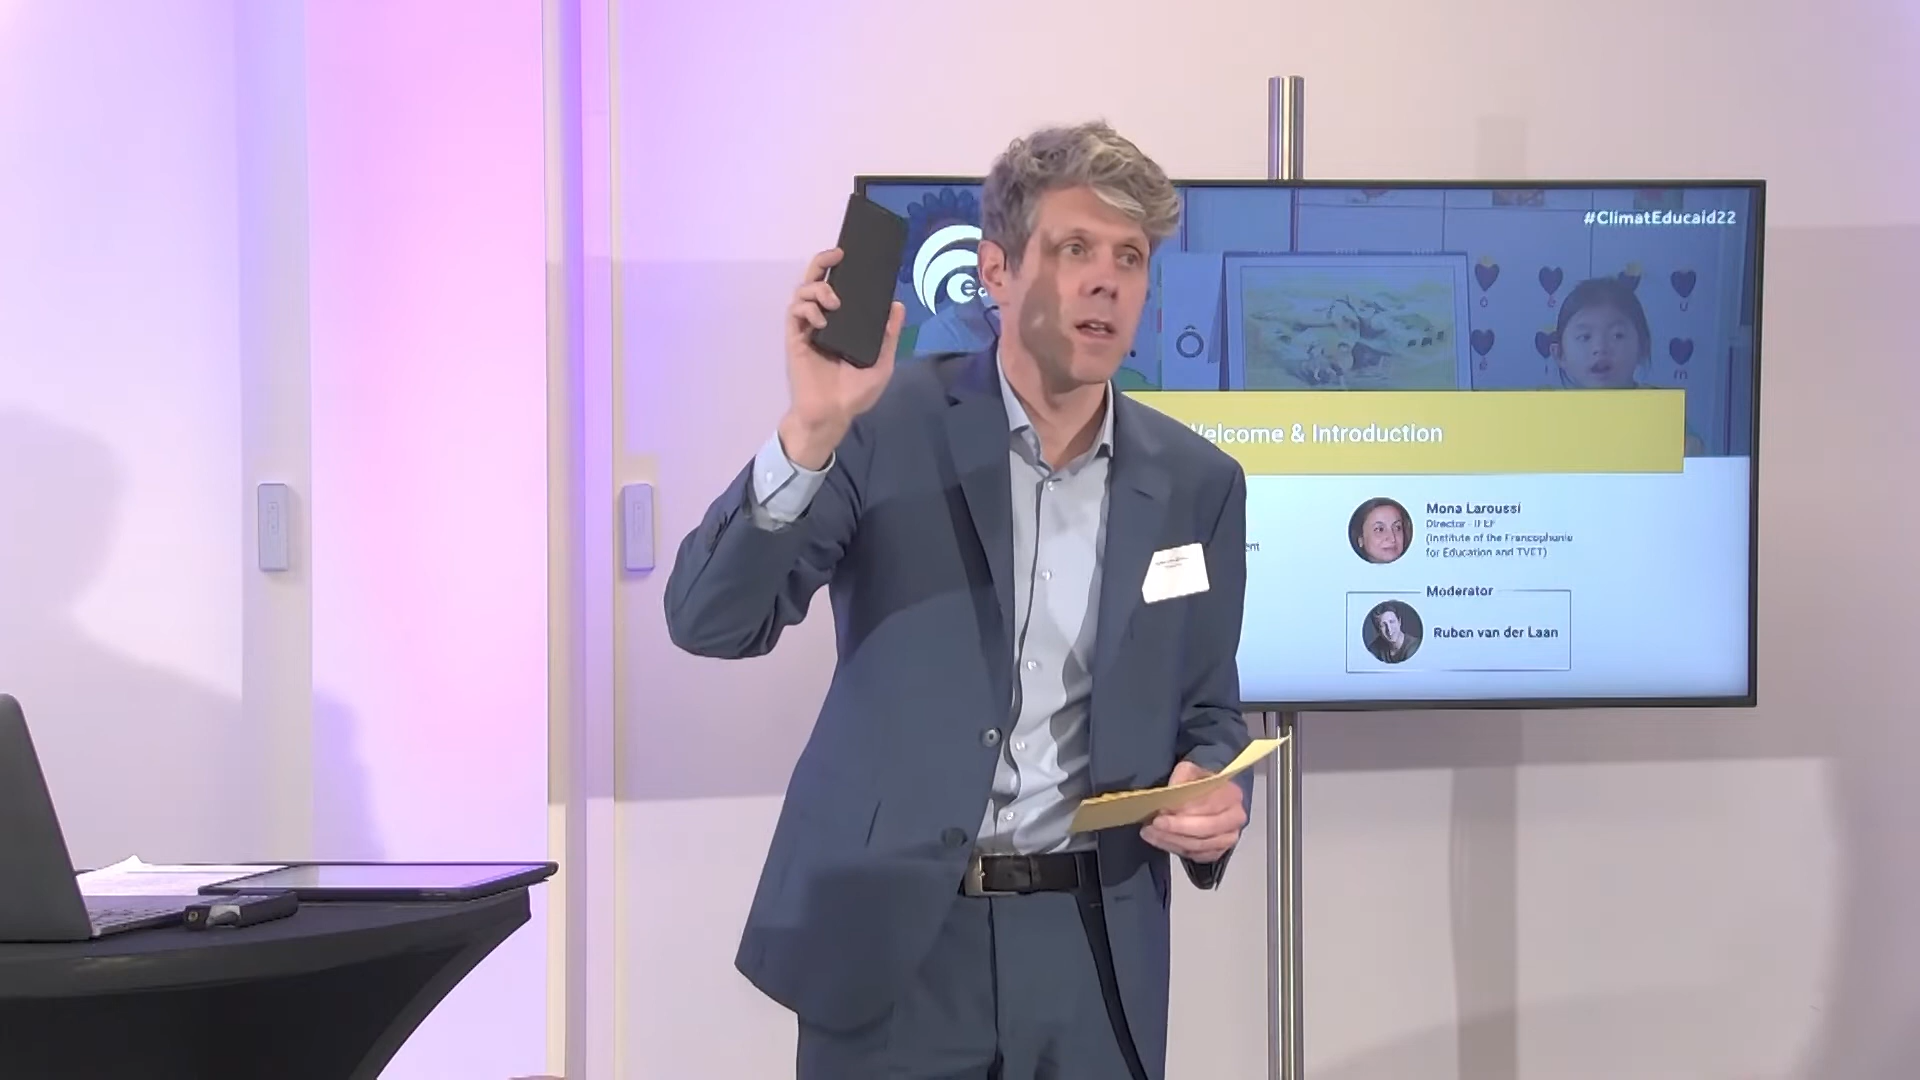 #ClimatEducaid22
Ô
Welcome & Introduction
Mona Laroussi
Director - IFEF
(Institute of the Francophonie
for Education and TVET)
Moderator
Ruben van der Laan